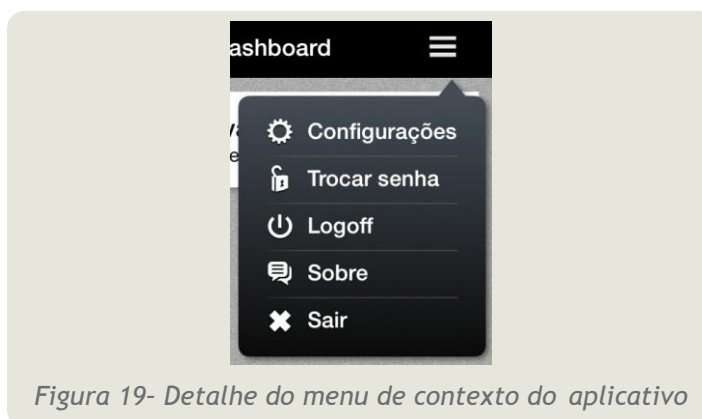 ashboard
Configurações
Trocar senha
Logoff
Sobre
Sair
Figura 19- Detalhe do menu de contexto do aplicativo